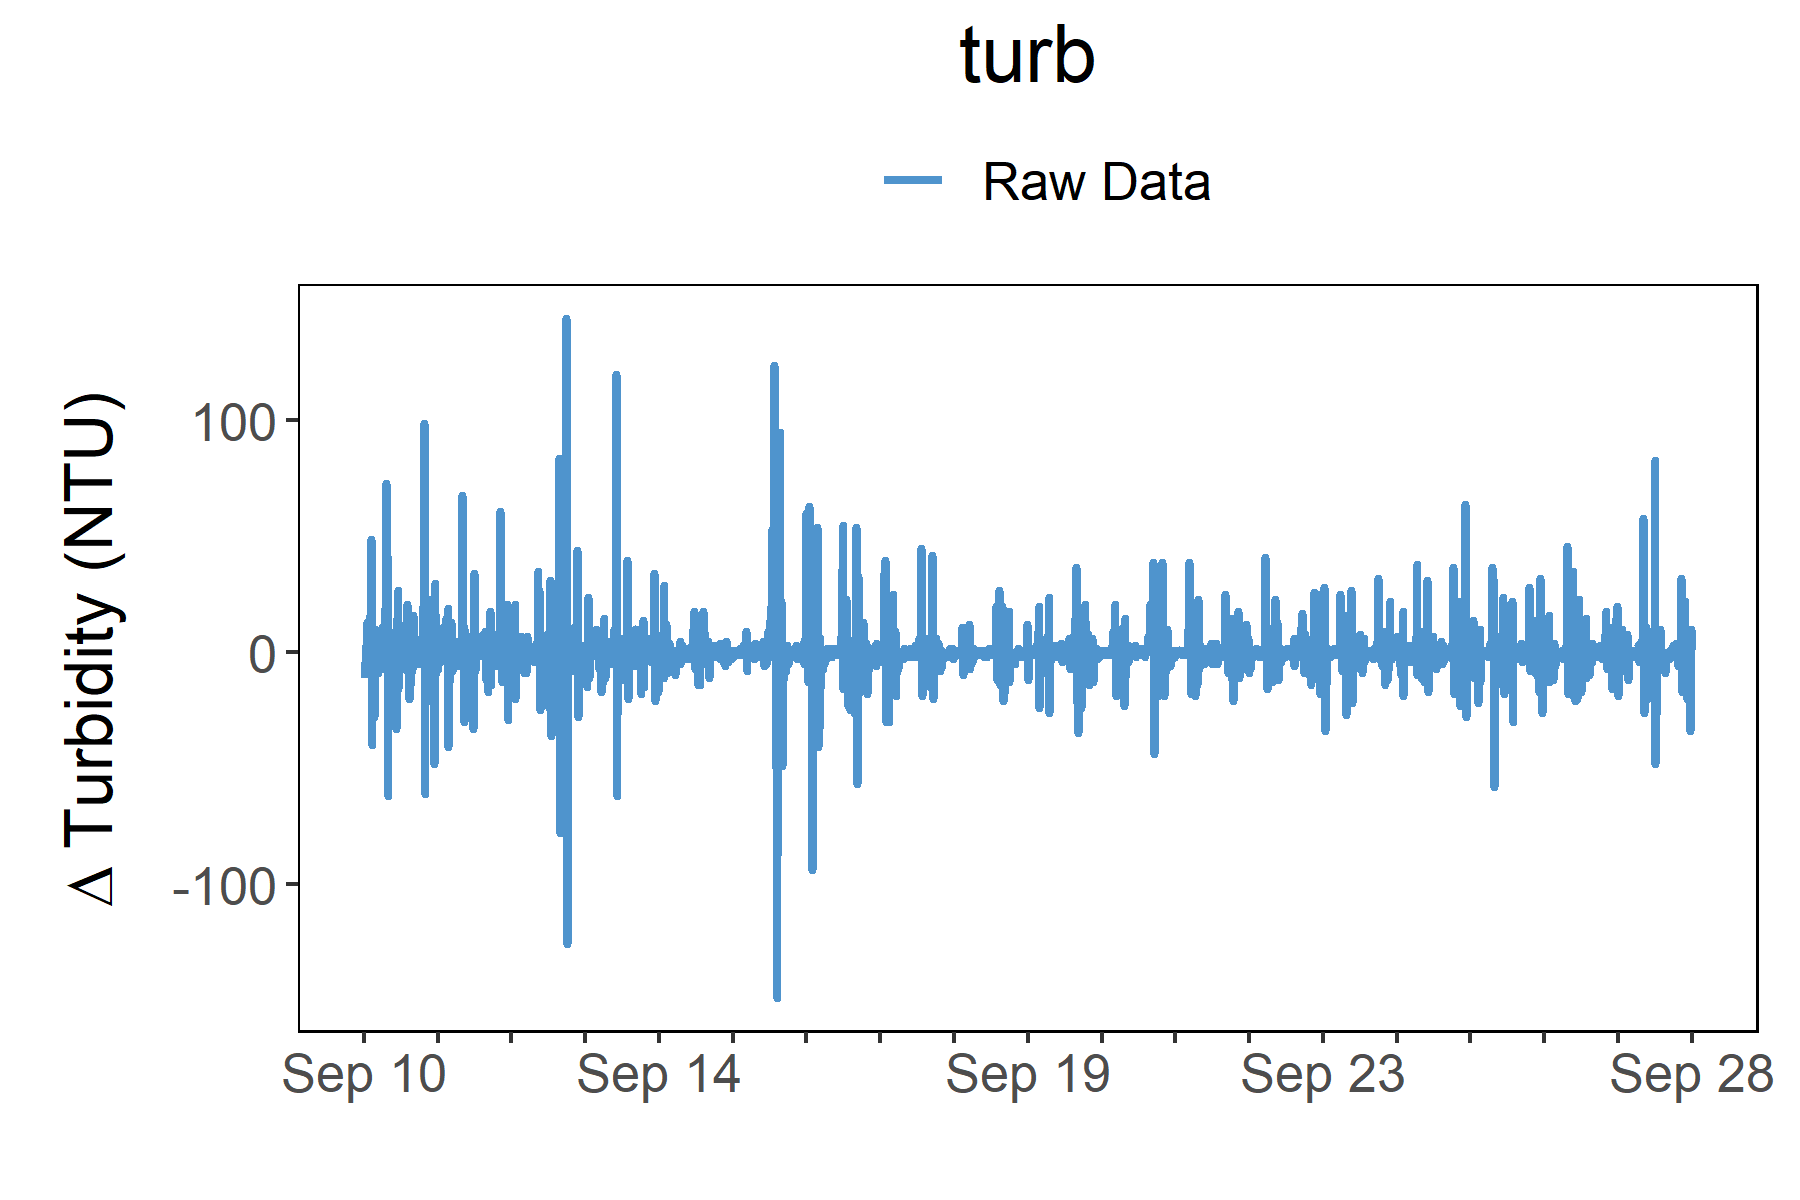 turb
Raw Data
Δ Turbidity (NTU)
100
0
-100
Sep 10 Sep 14 Sep 19 Sep 23 Sep 28